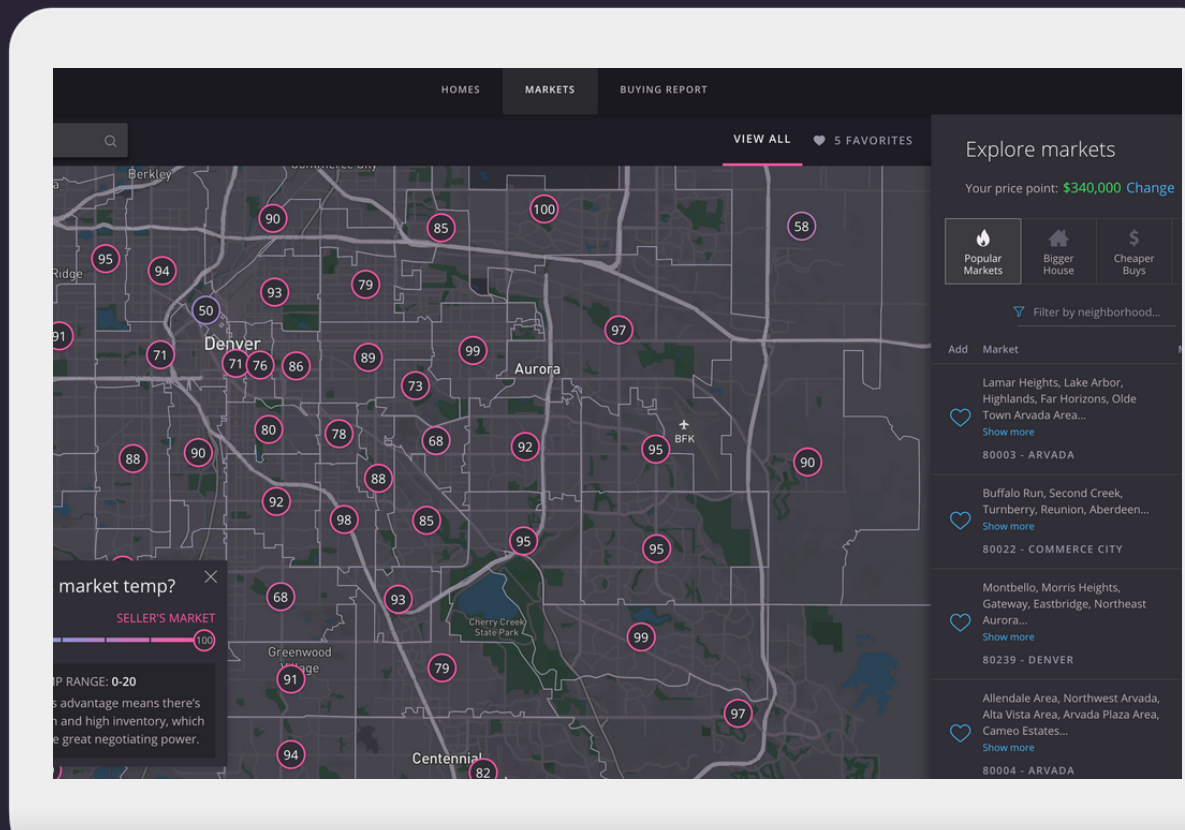 HOMES
MARKETS
BUYING REPORT
VIEW ALL
5 FAVORITES
Berkley
90
85
100
58
95
94
Ridge
93
79
50
91
Denver
71
71
76
86
89
99
97
Aurora
73
80
78
68
92
BFK
95
90
88
90
88
92
98
85
95
95
68
93
Cherry Creek
State Park
99
Greenwood
Village
91
79
97
94
Centennial
82
market temp?
SELLER'S MARKET
100
RANGE: 0-20
advantage means there's
and high inventory, which
great negotiating power.
Explore markets
Your price point: $340,000 Change
Popular
Markets
Bigger
House
Cheaper
Buys
Filter by neighborhood...
Add Market
Lamar Heights, Lake Arbor,
Highlands, Far Horizons, Olde
Town Arvada Area...
Show more
80003 - ARVADA
Buffalo Run, Second Creek,
Turnberry, Reunion, Aberdeen...
Show more
80022 - COMMERCE CITY
Montbello, Morris Heights,
Gateway, Eastbridge, Northeast
Aurora...
Show more
80239 - DENVER
Allendale Area, Northwest Arvada,
Alta Vista Area, Arvada Plaza Area,
Cameo Estates...
Show more
80004 - ARVADA